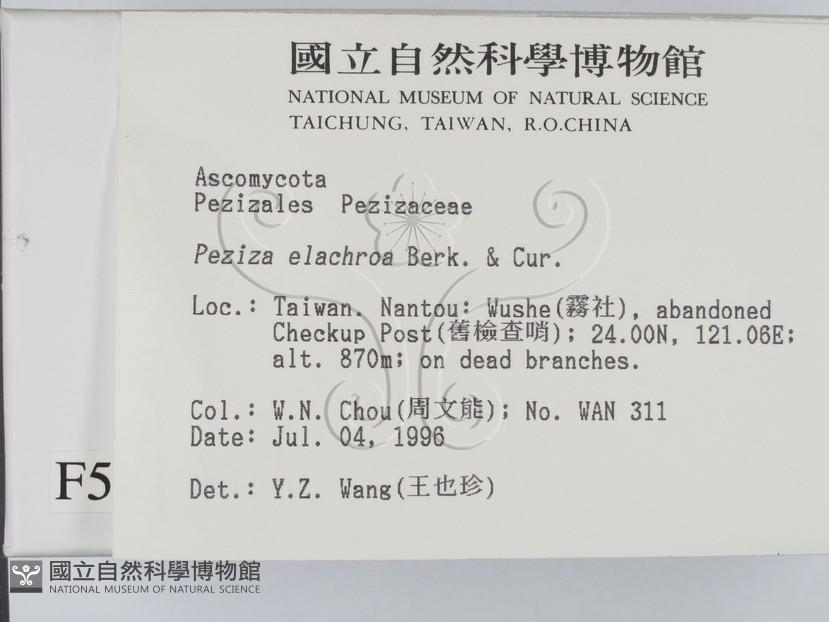 國立自然科學博物館
NATIONAL MUSEUM OF NATURAL SCIENCE
TAICHUNG, TAIWAN, R.O.CHINA
Ascomycota
Pezizales Pezizaceae
Peziza elachroa Berk. & Cur.
Loc.: Taiwan. Nantou: Wushe(霧社), abandoned
Checkup Post(舊檢查哨); 24.00N, 121.06E;
alt. 870m; on dead branches.
Col.: W.N. Chou(周文能); No. WAN 311
Date: Jul. 04, 1996
Det.: Y.Z. Wang(王也珍)
F5
國立自然科學博物館
NATIONAL MUSEUM OF NATURAL SCIENCE